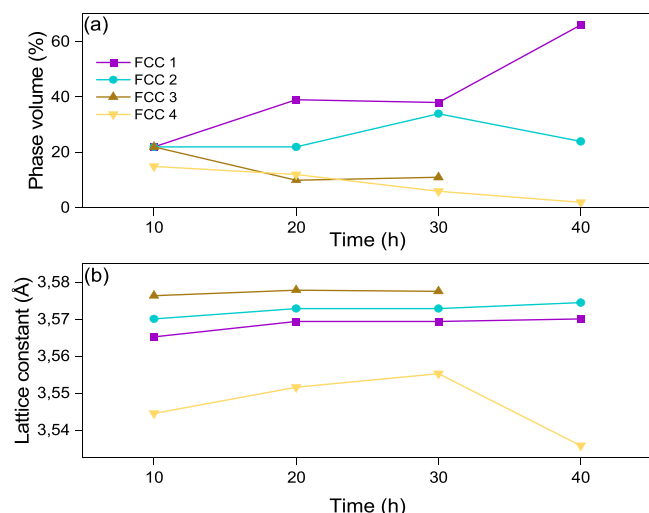 (a)
Phase volume (%)
60
40
20
0
FCC 1
FCC 2
FCC 3
FCC 4
10 20 30 40
Time (h)
(b)
Lattice constant (Å)
3,58
3,57
3,56
3,55
3,54
10 20 30 40
Time (h)